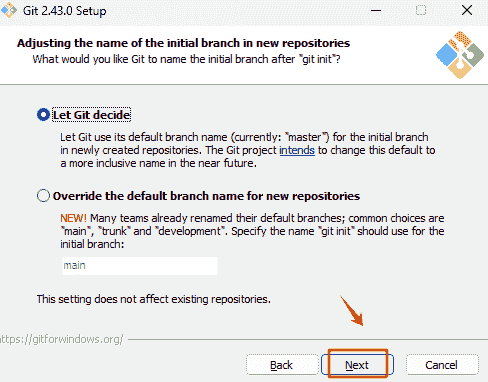 Git 2.43.0 Setup
Adjusting the name of the initial branch in new repositories
What would you like Git to name the initial branch after "git init"?
Let Git decide
Let Git use its default branch name (currently: "master") for the initial branch
in newly created repositories. The Git project intends to change this default to
a more inclusive name in the near future.
Override the default branch name for new repositories
NEW! Many teams already renamed their default branches; common choices are
"main", "trunk" and "development". Specify the name "git init" should use for the
initial branch:
main
This setting does not affect existing repositories.
https://gitforwindows.org/
Back
Next
Cancel